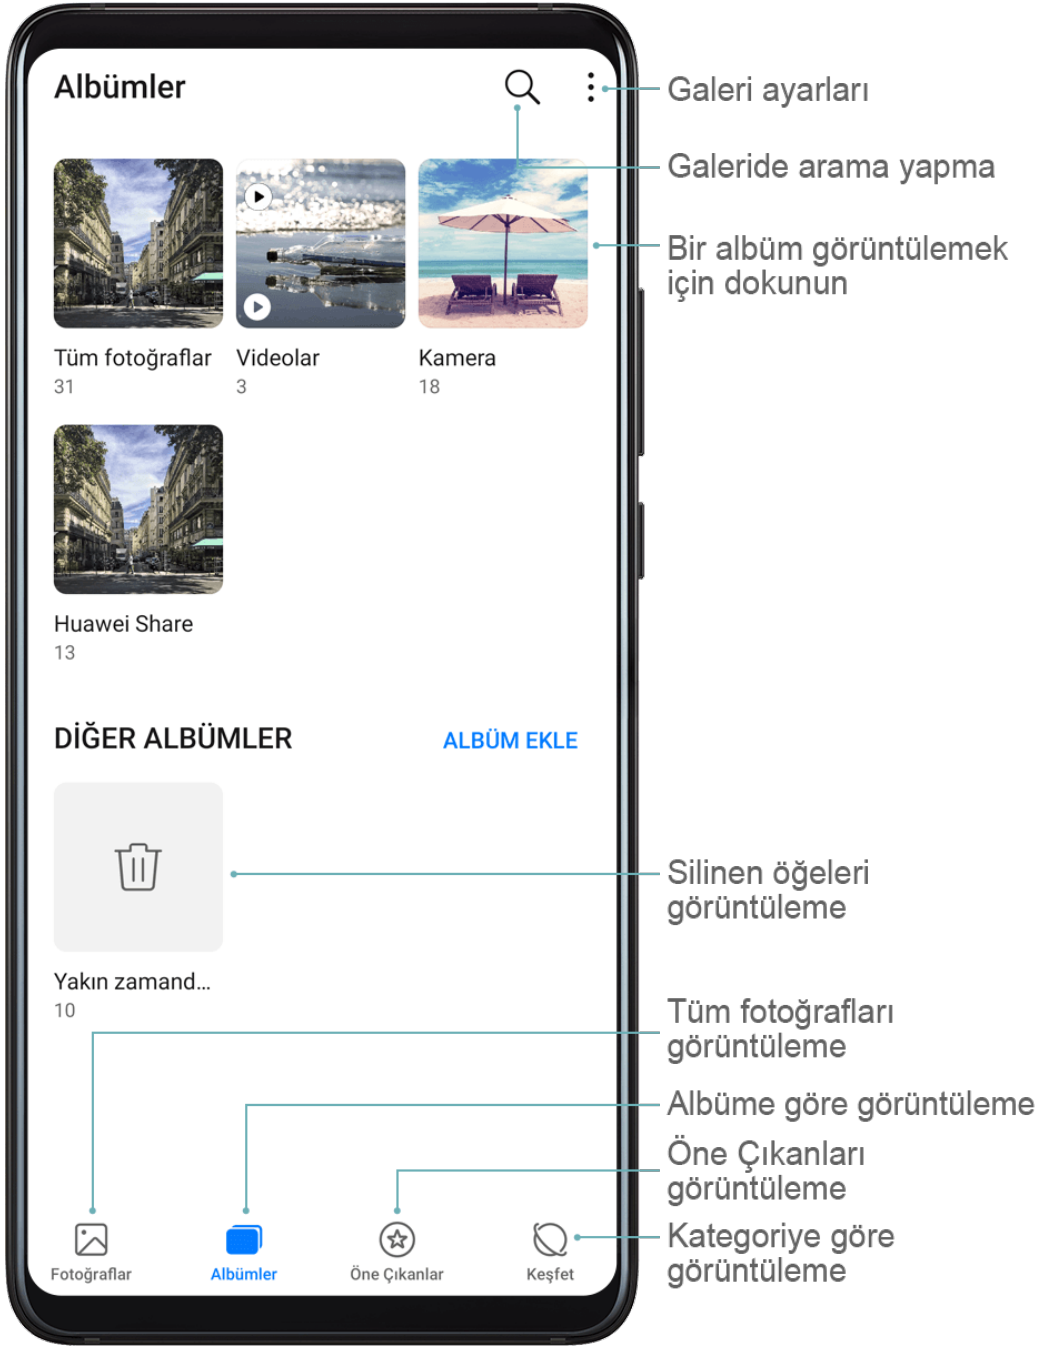 Albümler
Galeri ayarları
Galeride arama yapma
Bir albüm görüntülemek
için dokunun
Tüm fotoğraflar
31
Videolar
3
Kamera
18
Huawei Share
13
DİĞER ALBÜMLER
ALBÜM EKLE
Silinen öğeleri
görüntüleme
Yakın zamand...
10
Tüm fotoğrafları
görüntüleme
Albüme göre görüntüleme
Öne Çıkanları
görüntüleme
Kategoriye göre
görüntüleme
Fotoğraflar
Albümler
Öne Çıkanlar
Keşfet